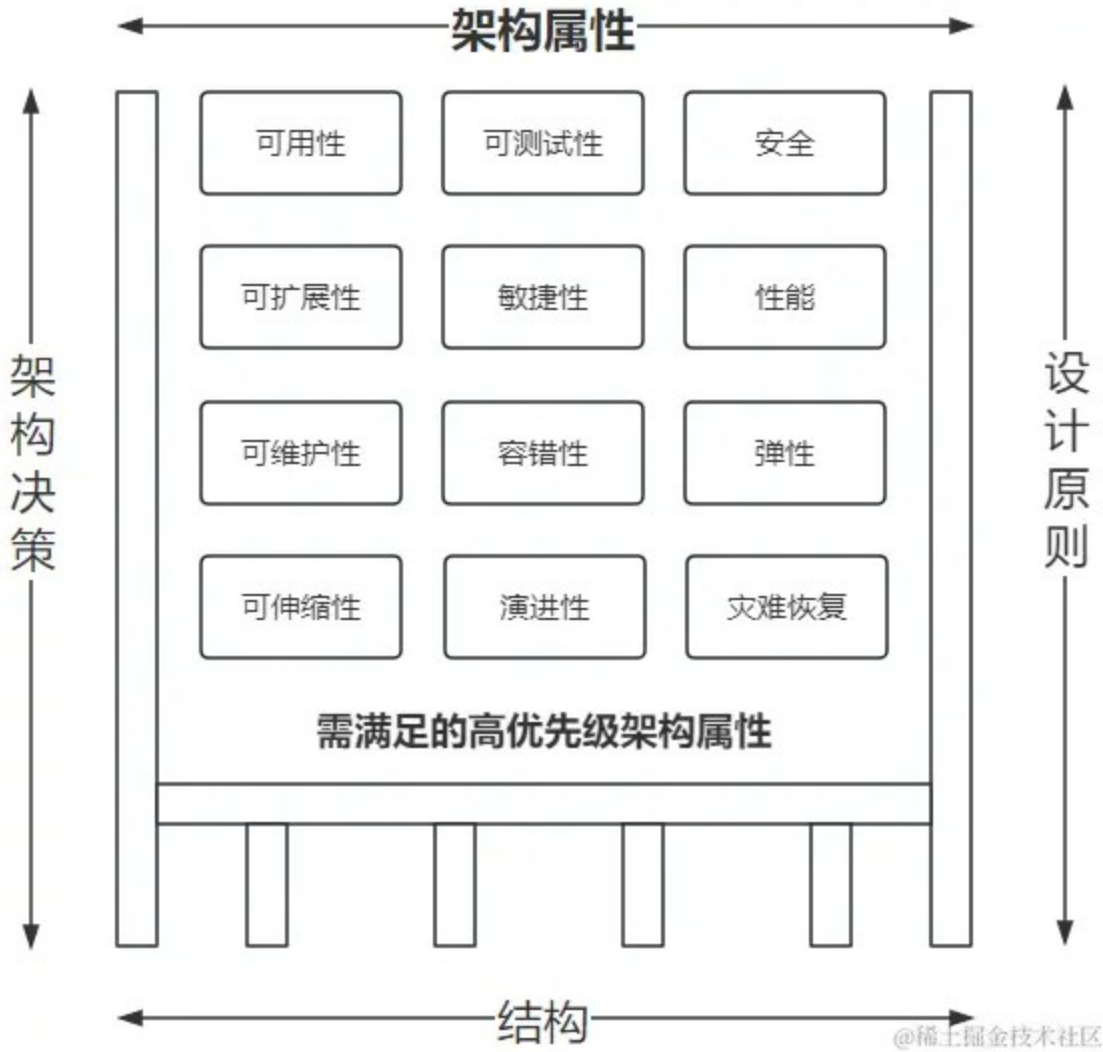 架构属性
可用性 可测试性 安全
可扩展性 敏捷性 性能
可维护性 容错性 弹性
可伸缩性 演进性 灾难恢复
需满足的高优先级架构属性
架构决策
设计原则
结构
@稀土掘金技术社区